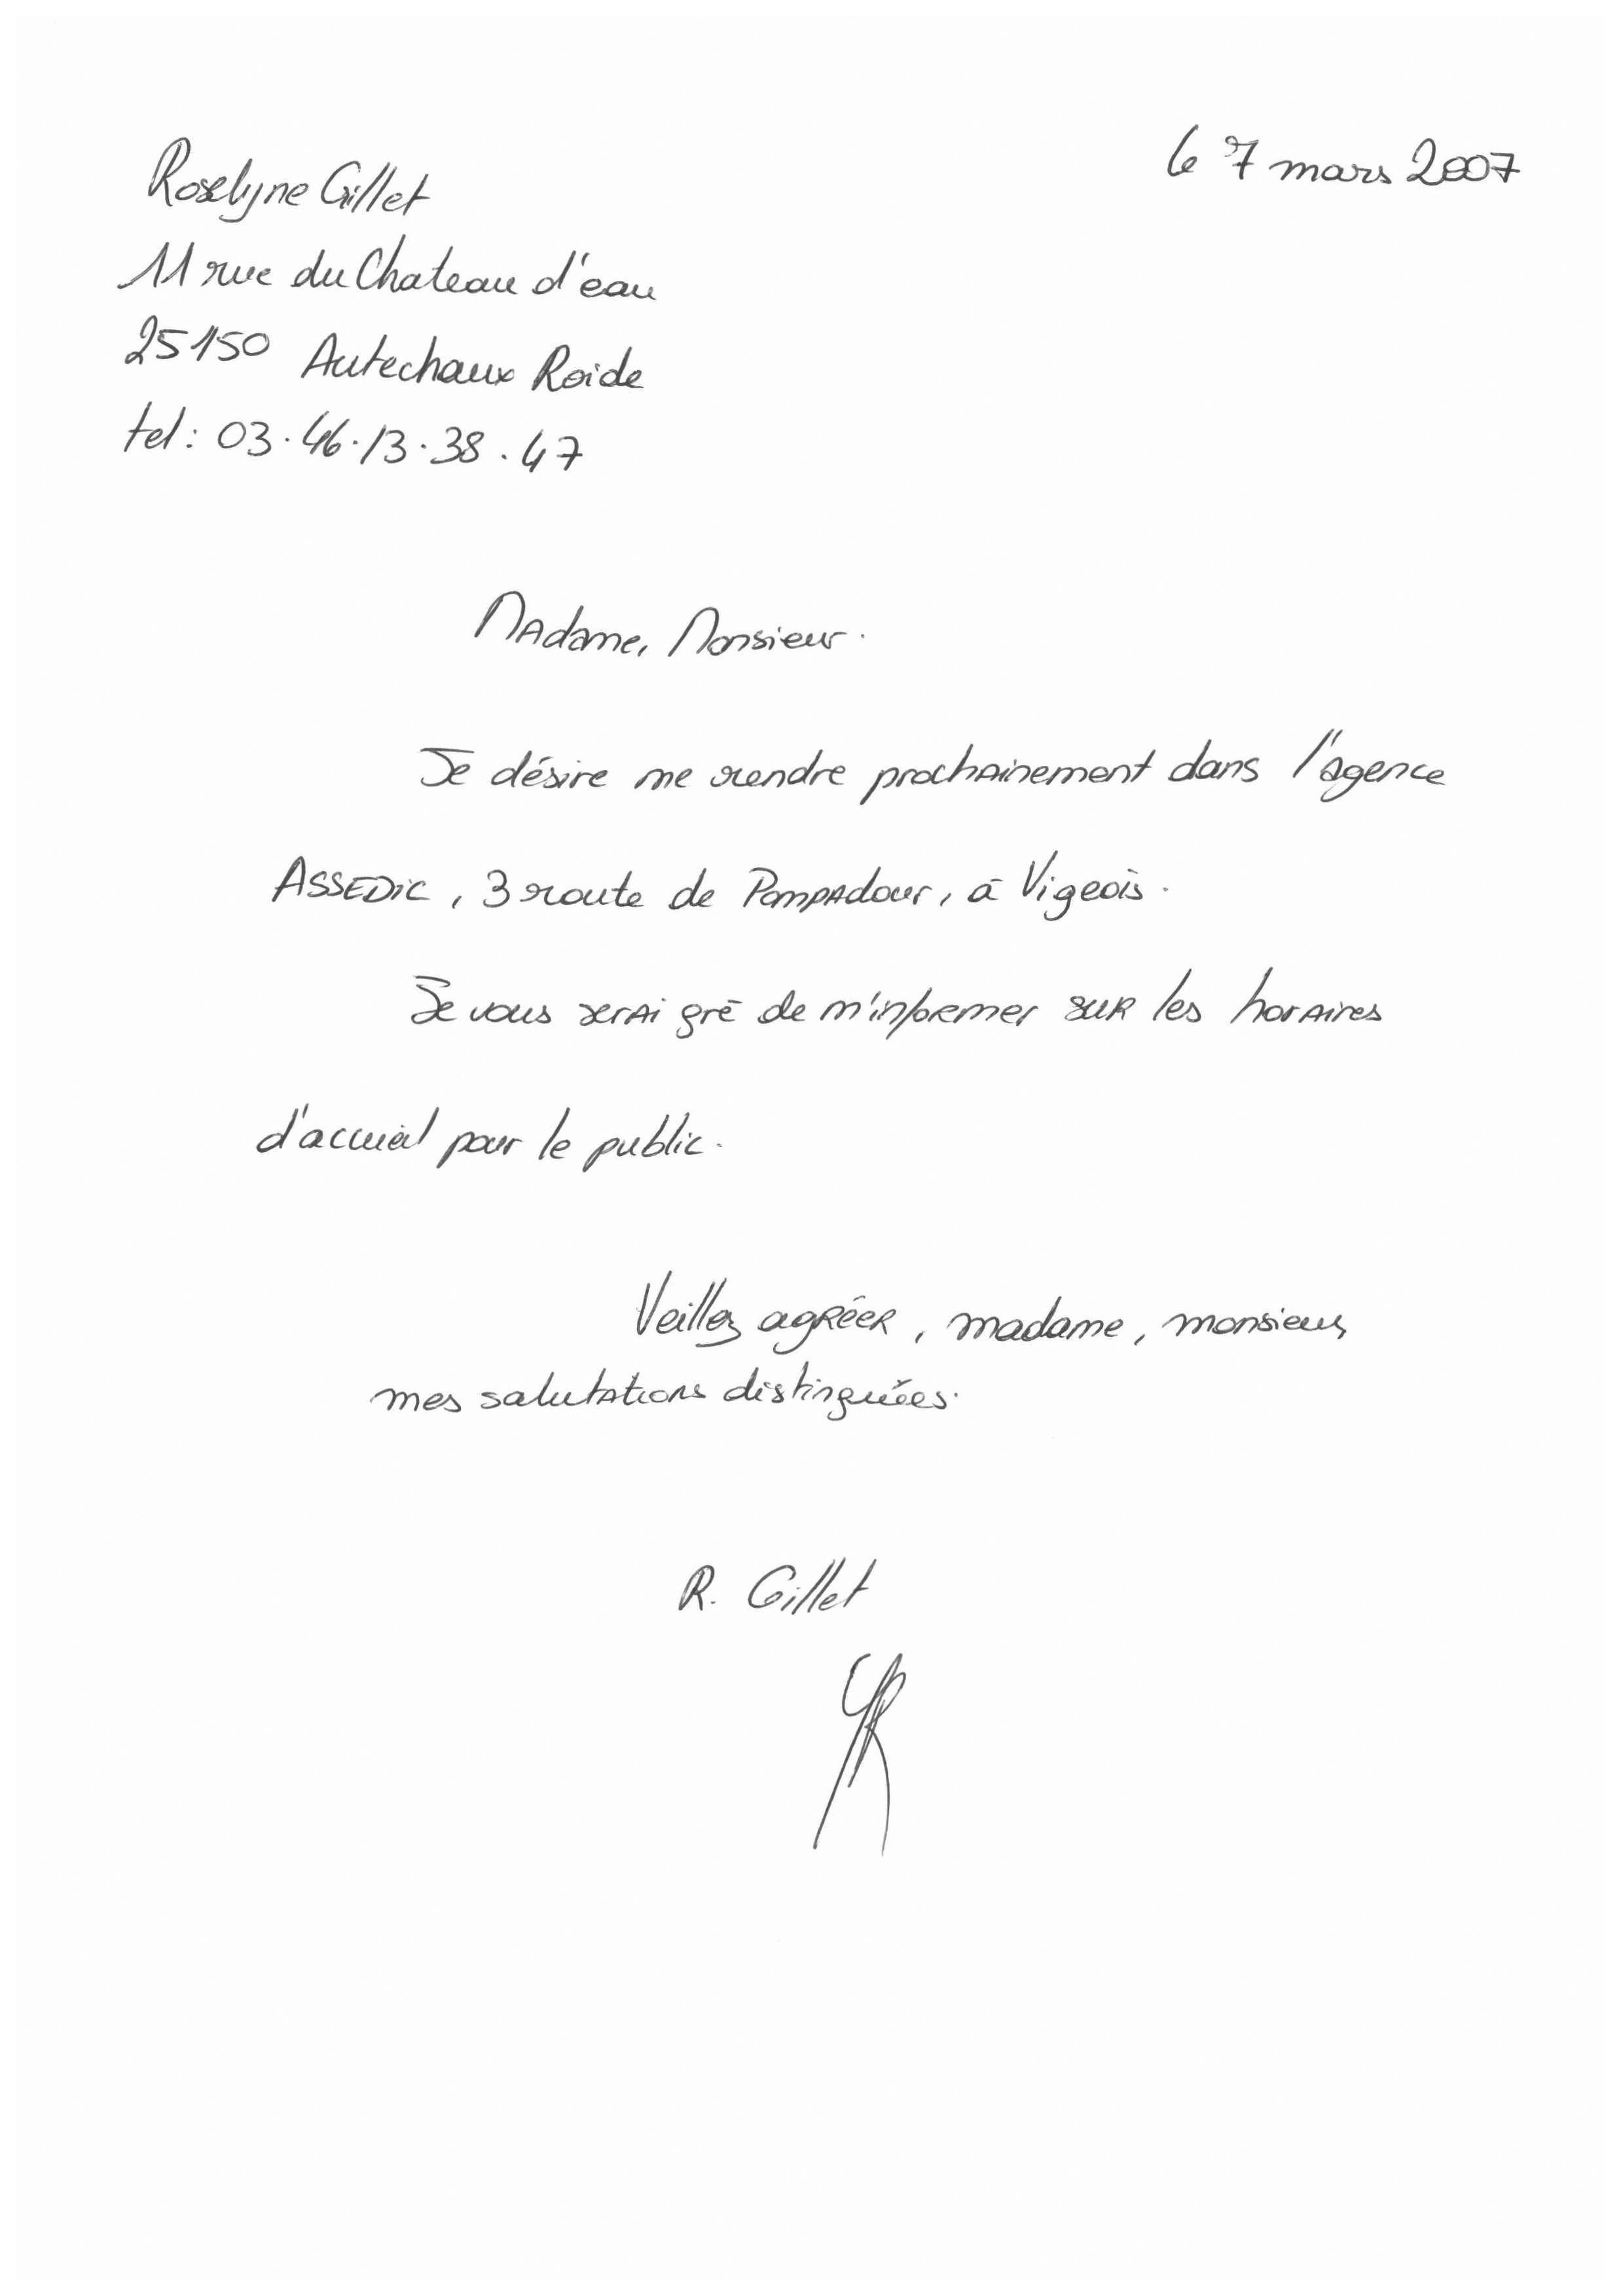 Roselyne Gillet
le 7 mars 2007
11 rue du Chateau d'eau
25150 Autechaux Roide
tel : 03.46.13.38.47
Madame, Monsieur.
Je désire me rendre prochainement dans l'agence
ASSEDIC, 3 route de Pompadour, à Vigeois.
Je vous serai gré de m'informer sur les horaires
d'accueil pour le public.
Veillez agréer, madame, monsieur,
mes salutations distinguées.
R. Gillet